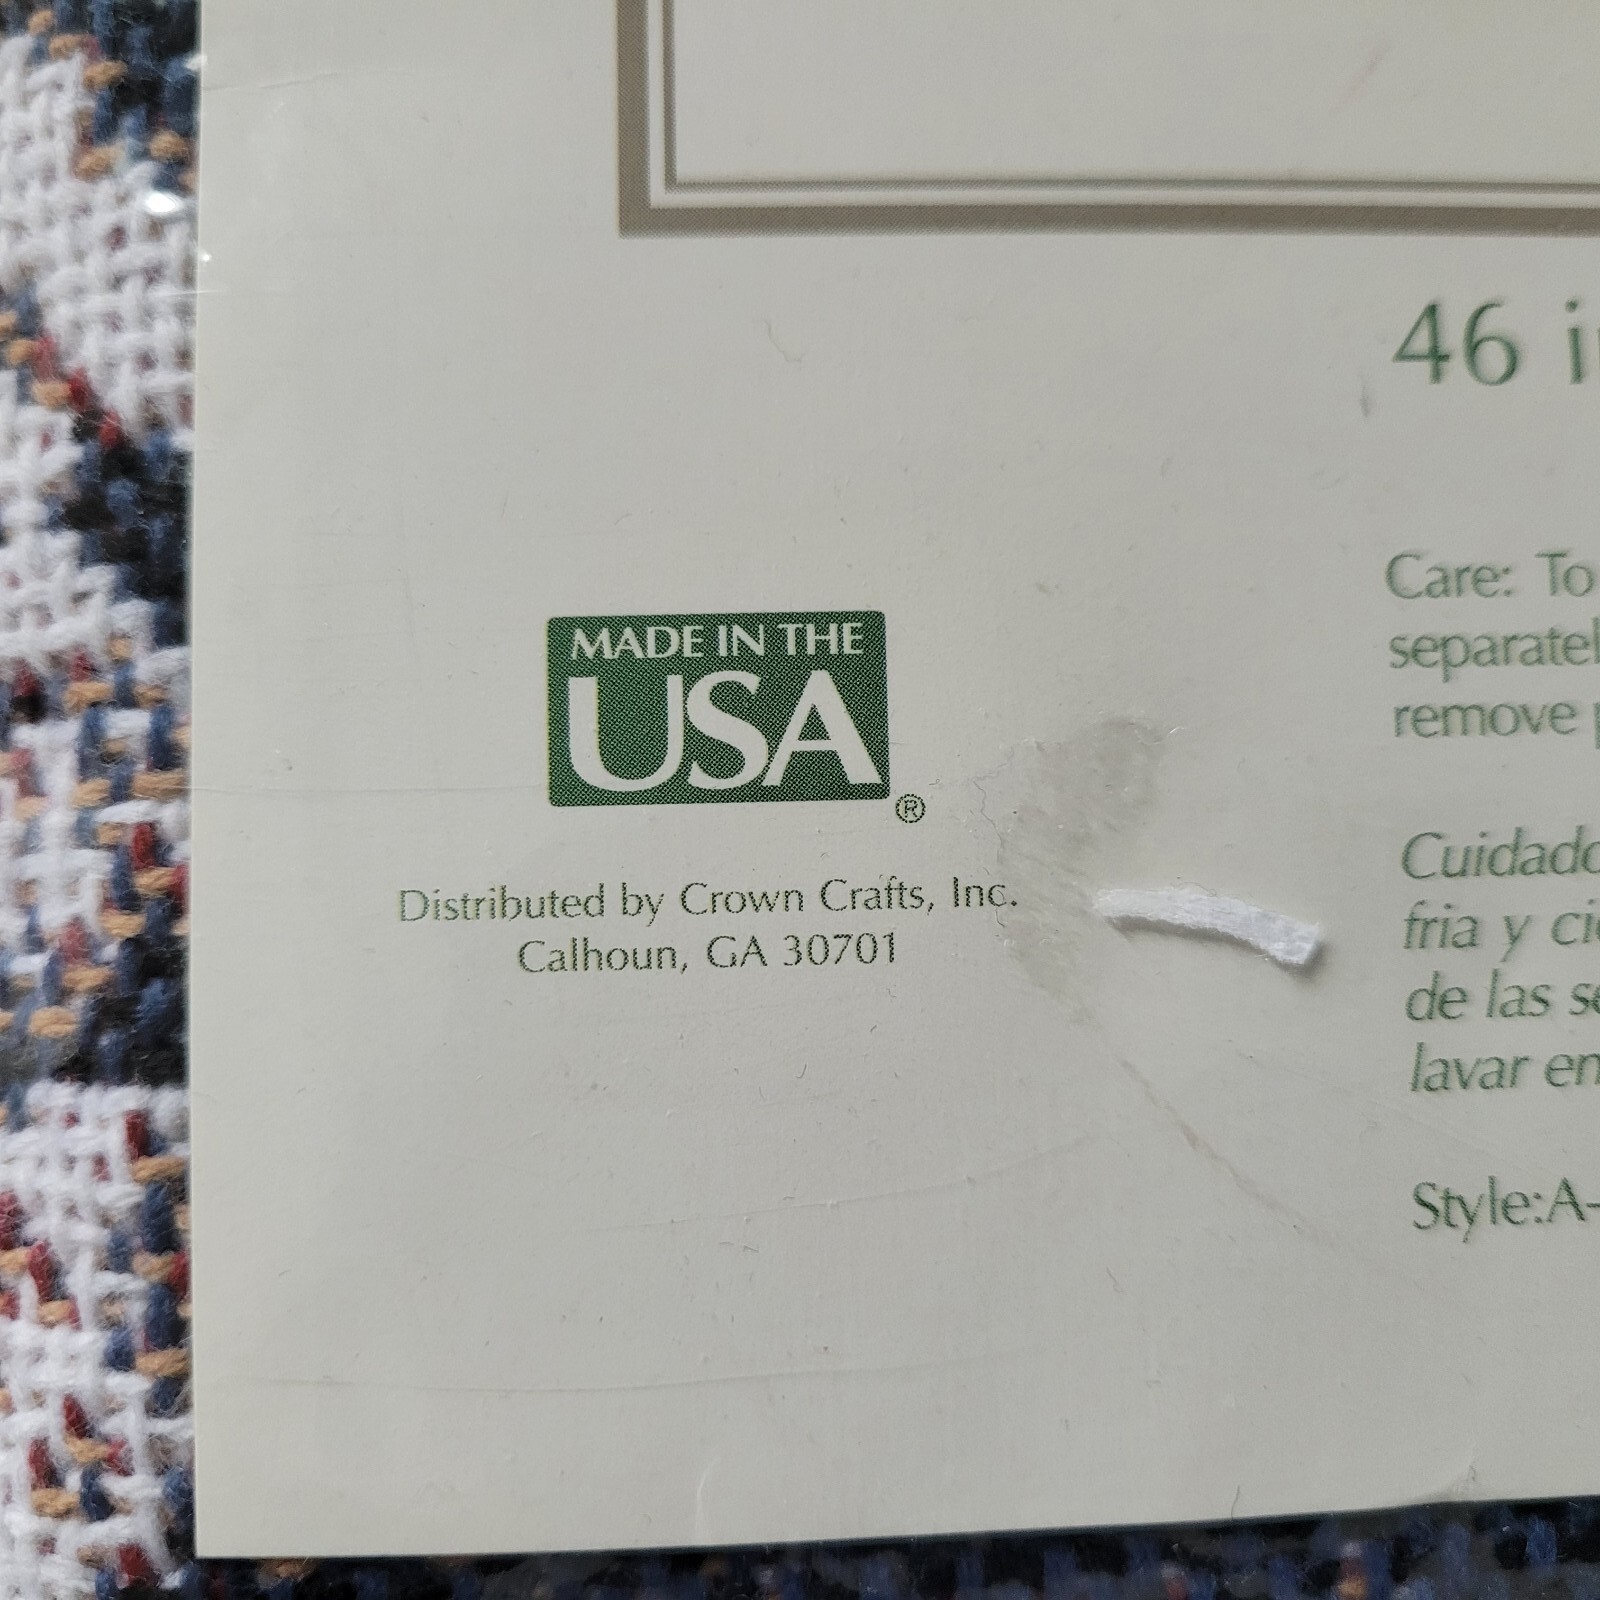 46 i
Care: To
separatel
remove
MADE IN THE
USA
®
Distributed by Crown Crafts, Inc.
Calhoun, GA 30701
Cuidado
fria y ci
de las se
lavar en
Style:A-